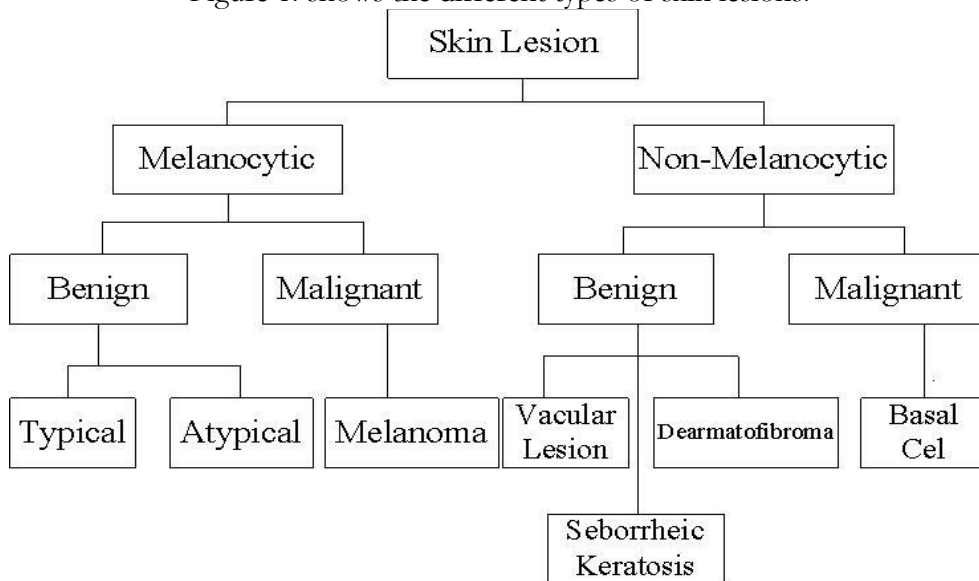 Figure 1: shows the different types of skin lesions.
Skin Lesion
Melanocytic
Non-Melanocytic
Benign
Malignant
Benign
Malignant
Typical
Atypical
Melanoma
Vacular
Lesion
Dearmatofibroma
Basal
Cel
Seborrheic
Keratosis